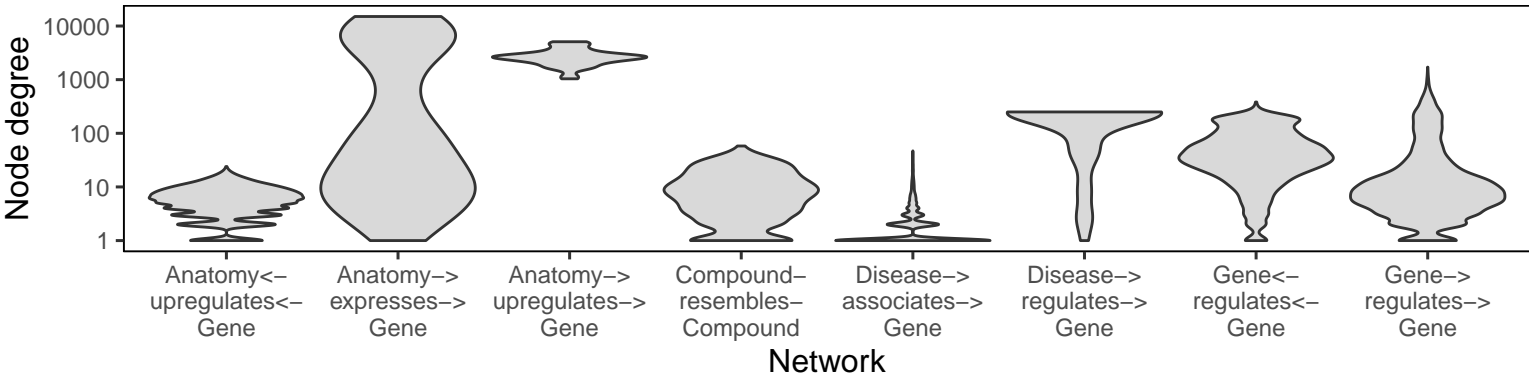 Node degree
10000
1000
100
10
1
Anatomy<–
upregulates<–
Gene
Anatomy–>
expresses–>
Gene
Anatomy–>
upregulates–>
Gene
Compound–
resembles–
Compound
Disease–>
associates–>
Gene
Disease–>
regulates–>
Gene
Gene<–
regulates<–
Gene
Gene–>
regulates–>
Gene
Network